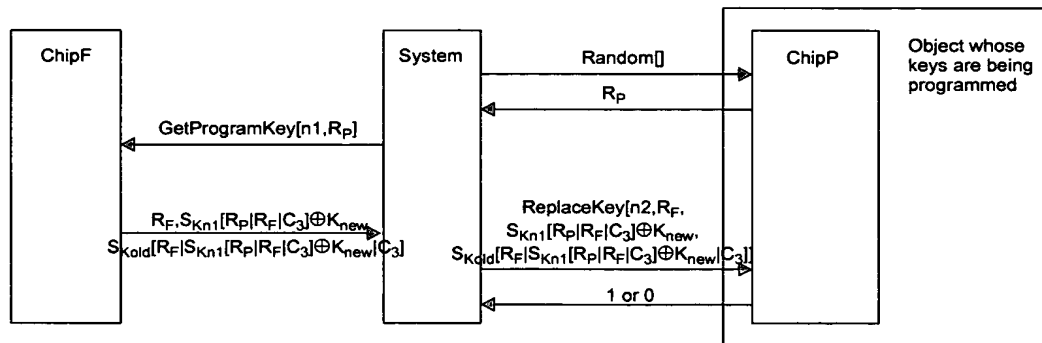 ChipF
System
ChipP
Object whose
keys are being
programmed
Random[]
R_P
GetProgramKey[n1,R_P]
R_F,S_Kn1[R_P|R_F|C_3]⊕K_new,
S_Kold[R_F|S_Kn1[R_P|R_F|C_3]⊕K_new|C_3]
ReplaceKey[n2,R_F,
S_Kn1[R_P|R_F|C_3]⊕K_new,
S_Kold[R_F|S_Kn1[R_P|R_F|C_3]⊕K_new|C_3]]
1 or 0